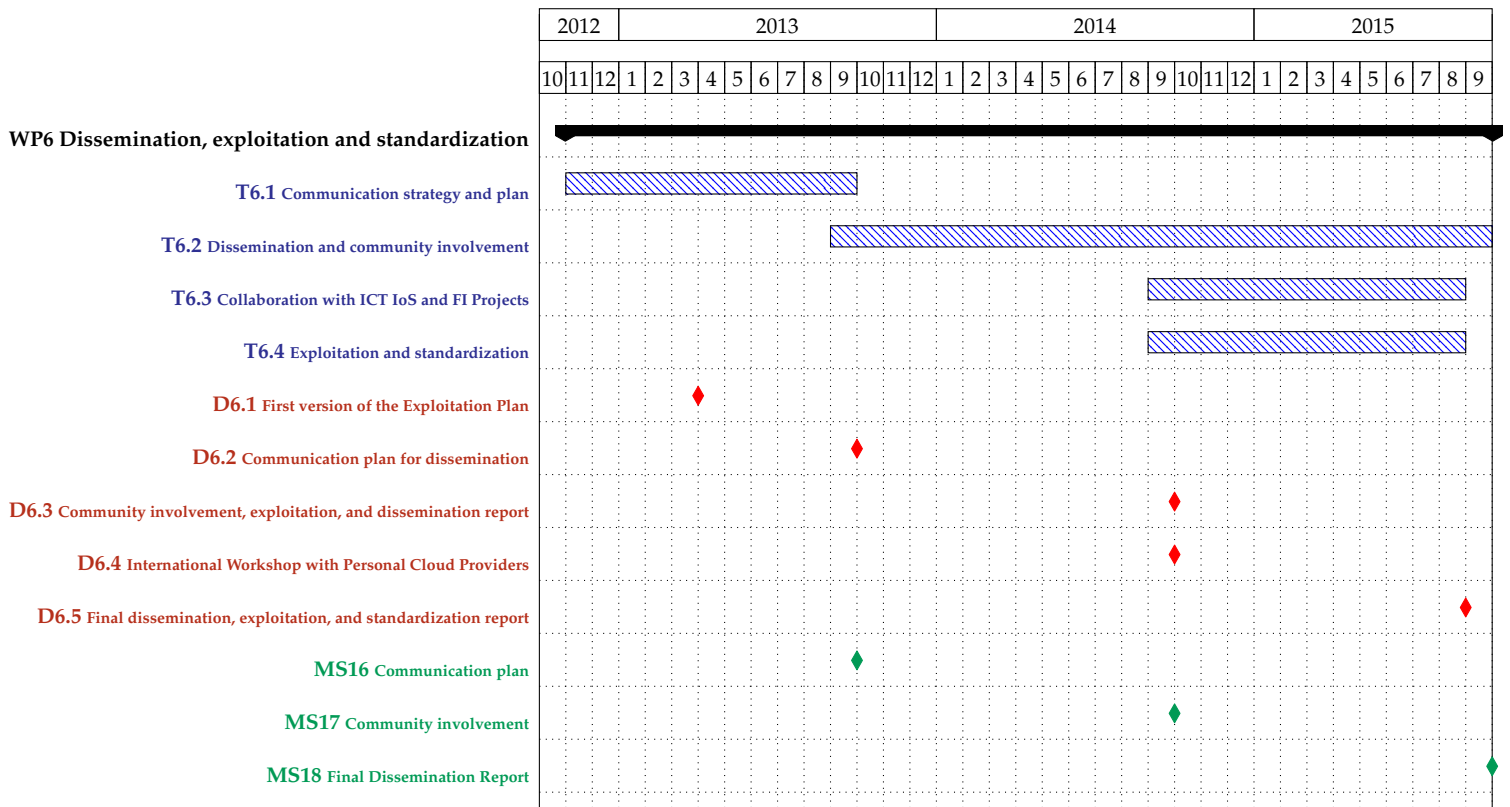 2012 2013 2014 2015
10 11 12 1 2 3 4 5 6 7 8 9 10 11 12 1 2 3 4 5 6 7 8 9 10 11 12 1 2 3 4 5 6 7 8 9
WP6 Dissemination, exploitation and standardization
T6.1 Communication strategy and plan
T6.2 Dissemination and community involvement
T6.3 Collaboration with ICT IoS and FI Projects
T6.4 Exploitation and standardization
D6.1 First version of the Exploitation Plan
D6.2 Communication plan for dissemination
D6.3 Community involvement, exploitation, and dissemination report
D6.4 International Workshop with Personal Cloud Providers
D6.5 Final dissemination, exploitation, and standardization report
MS16 Communication plan
MS17 Community involvement
MS18 Final Dissemination Report